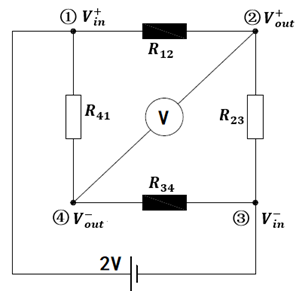 ① V⁺ᵢₙ
② V⁺ₒᵤₜ
R₁₂
R₄₁
V
R₂₃
R₃₄
④ V⁻ₒᵤₜ
③ V⁻ᵢₙ
2V